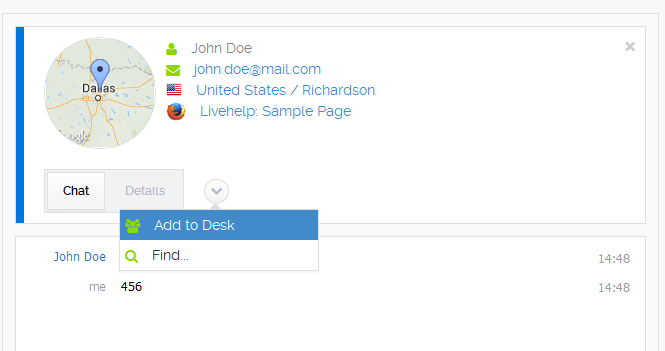 John Doe
john.doe@mail.com
United States / Richardson
Livehelp: Sample Page
Dallas
Google
Chat
Details
Add to Desk
Find...
John Doe
14:48
me
456
14:48